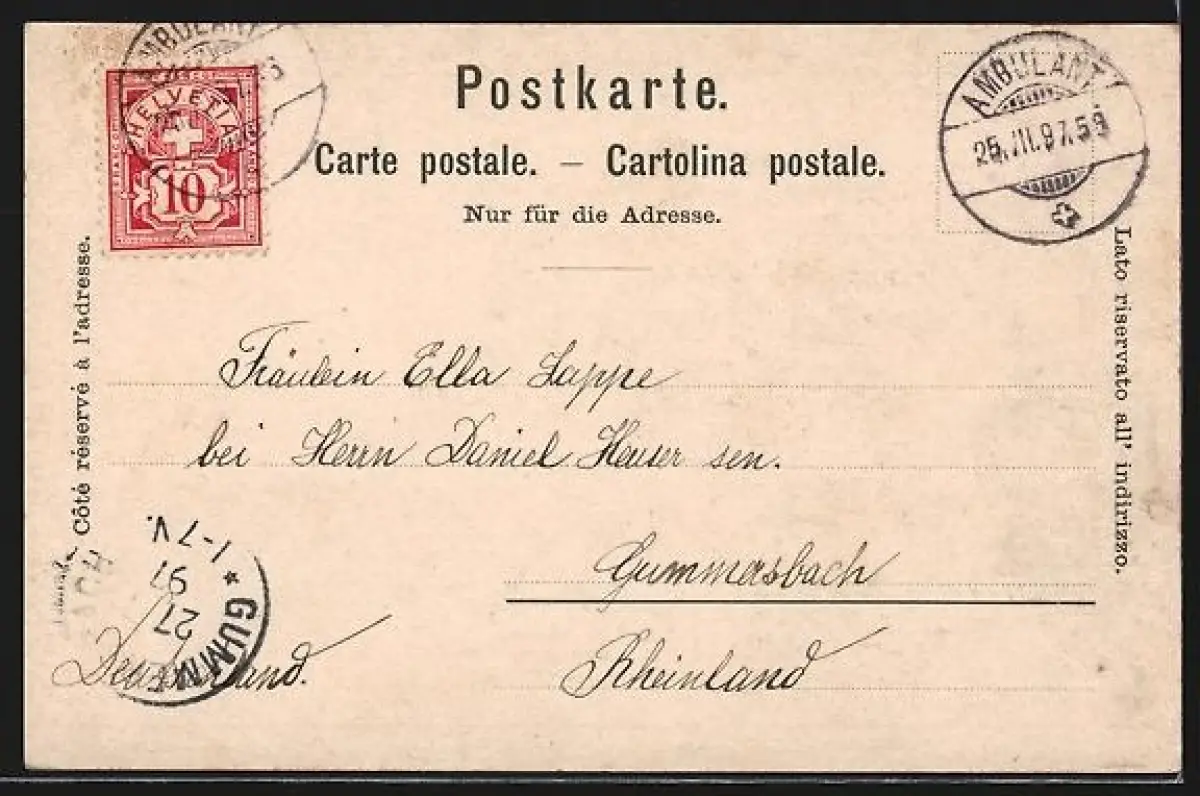 Postkarte.
Carte postale. – Cartolina postale.
Nur für die Adresse.
AMBULANT
HELVETIA
10
AMBULANT
25.III.97.5
Côté réservé à l'adresse.
Lato riservato all' indirizzo.
Fräulein Ella Lappe
bei Herrn Daniel Heuser sen.
Gummersbach
Rheinland
Deutschland.
* GUMM
27
97
1-7V.